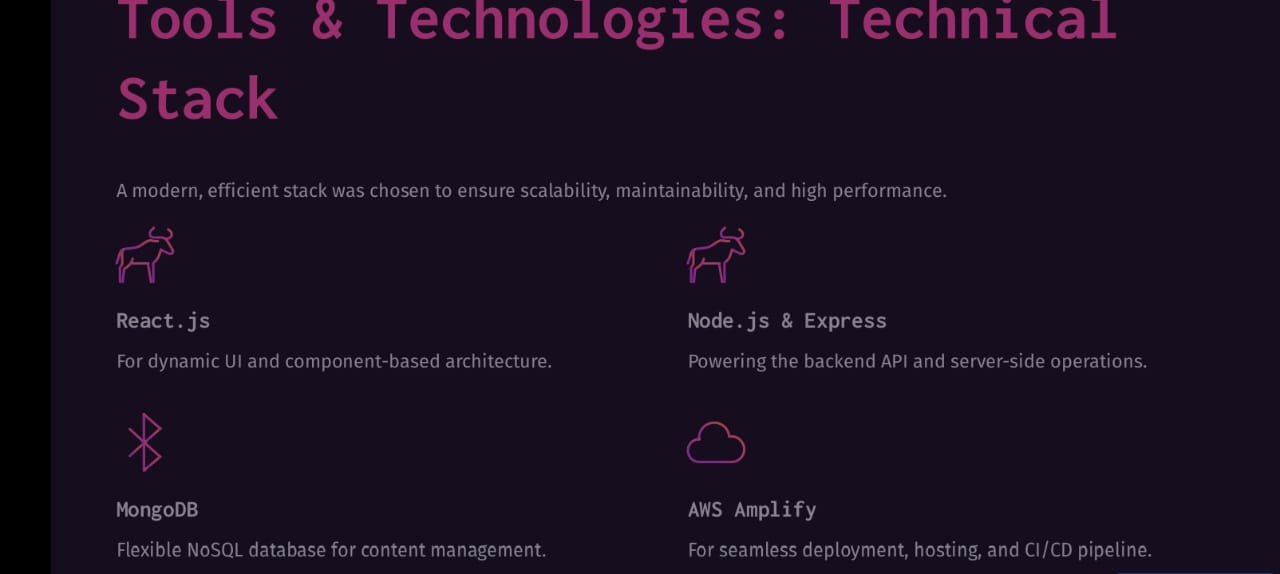 Tools & Technologies: Technical
Stack
A modern, efficient stack was chosen to ensure scalability, maintainability, and high performance.
React.js
For dynamic UI and component-based architecture.
Node.js & Express
Powering the backend API and server-side operations.
MongoDB
Flexible NoSQL database for content management.
AWS Amplify
For seamless deployment, hosting, and CI/CD pipeline.